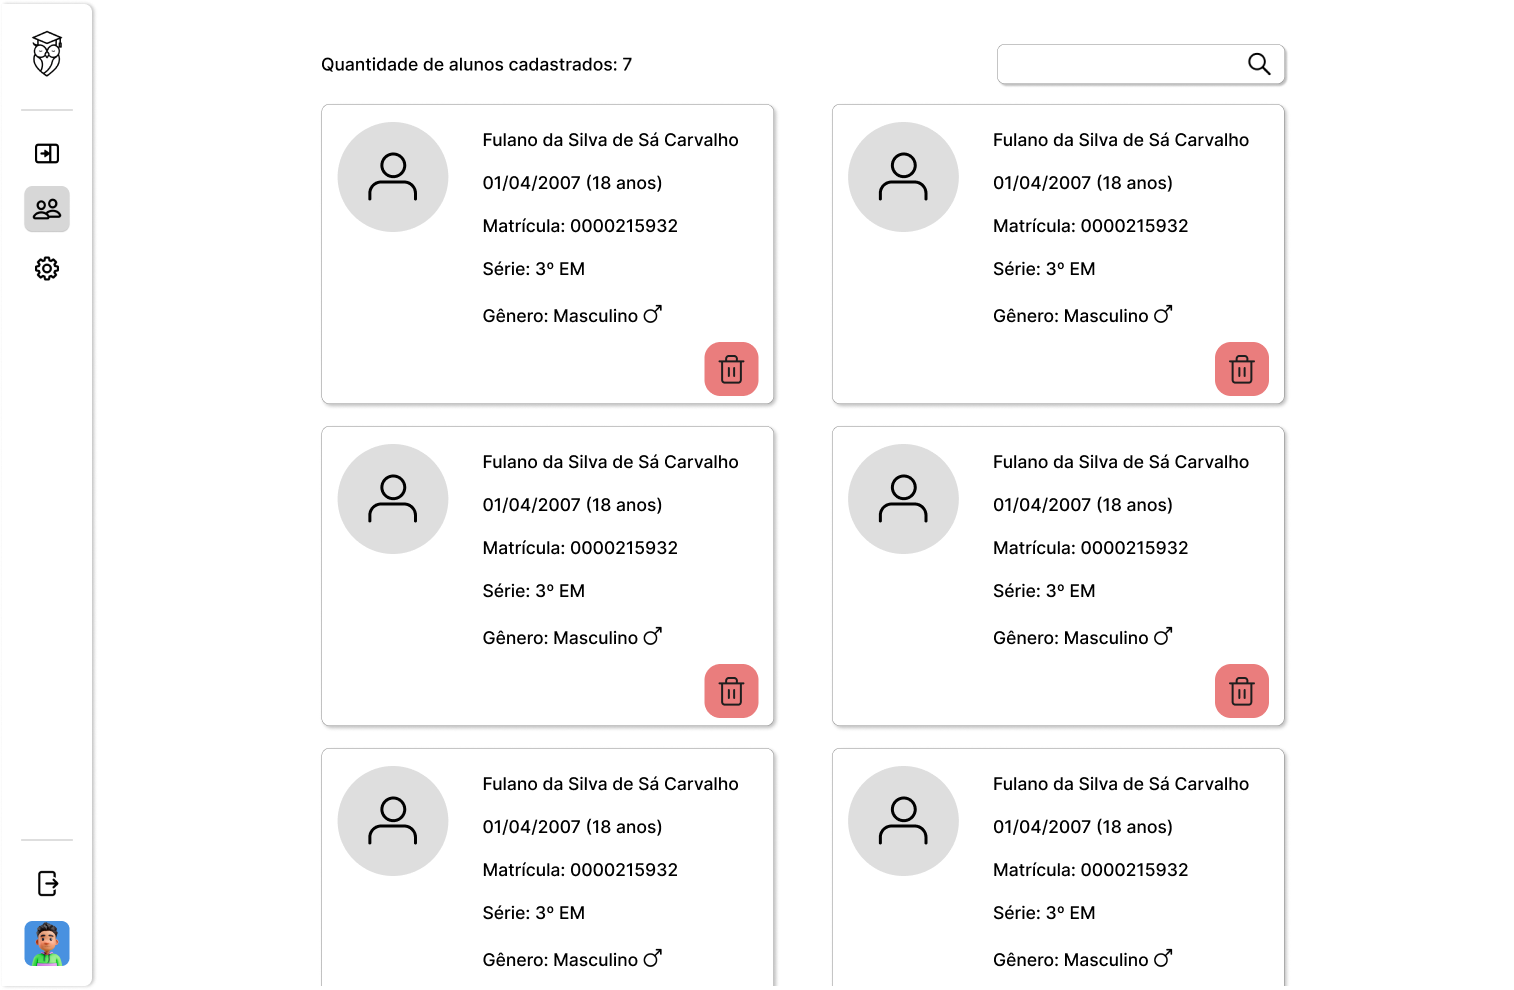 Quantidade de alunos cadastrados: 7
Fulano da Silva de Sá Carvalho
01/04/2007 (18 anos)
Matrícula: 0000215932
Série: 3º EM
Gênero: Masculino ♂
Fulano da Silva de Sá Carvalho
01/04/2007 (18 anos)
Matrícula: 0000215932
Série: 3º EM
Gênero: Masculino ♂
Fulano da Silva de Sá Carvalho
01/04/2007 (18 anos)
Matrícula: 0000215932
Série: 3º EM
Gênero: Masculino ♂
Fulano da Silva de Sá Carvalho
01/04/2007 (18 anos)
Matrícula: 0000215932
Série: 3º EM
Gênero: Masculino ♂
Fulano da Silva de Sá Carvalho
01/04/2007 (18 anos)
Matrícula: 0000215932
Série: 3º EM
Gênero: Masculino ♂
Fulano da Silva de Sá Carvalho
01/04/2007 (18 anos)
Matrícula: 0000215932
Série: 3º EM
Gênero: Masculino ♂